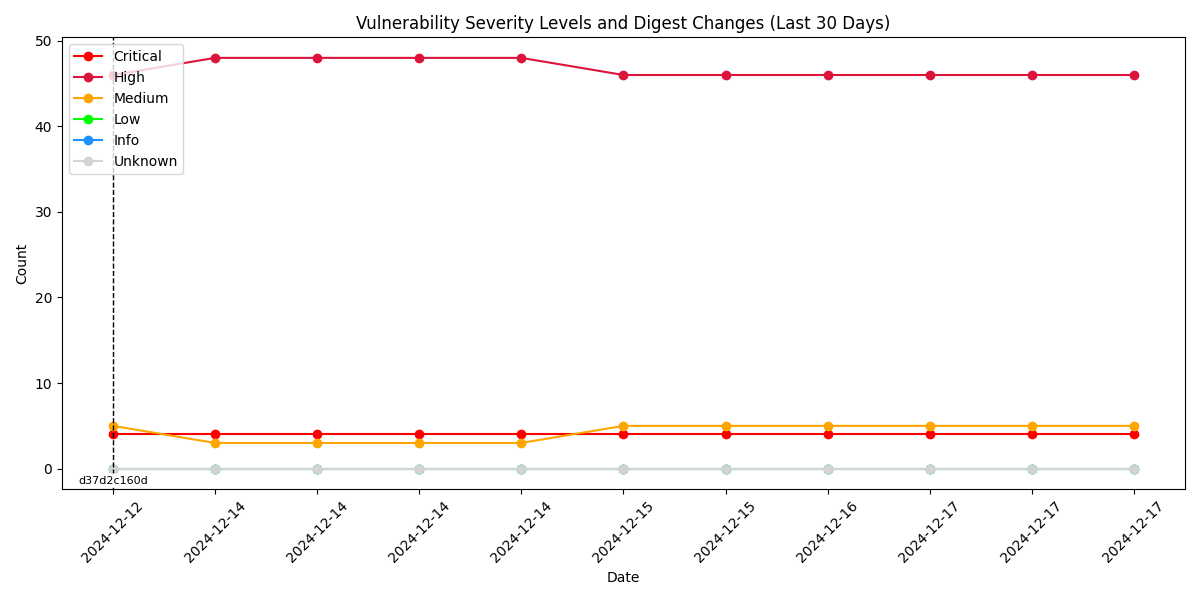 Vulnerability Severity Levels and Digest Changes (Last 30 Days)
Critical
High
Medium
Low
Info
Unknown
Count
50
40
30
20
10
0
d37d2c160d
2024-12-12
2024-12-14
2024-12-14
2024-12-14
2024-12-14
2024-12-15
2024-12-15
2024-12-16
2024-12-17
2024-12-17
2024-12-17
Date